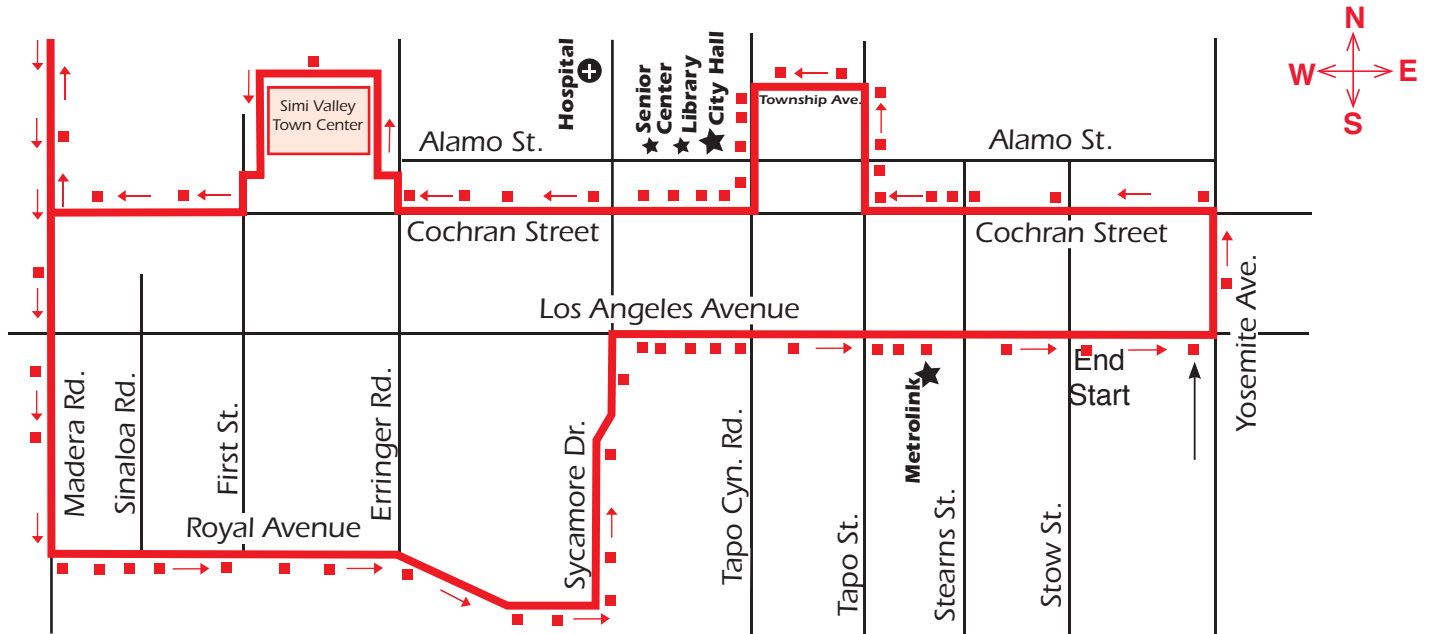 N
W
E
S
Hospital
Senior
Center
Library
City Hall
Simi Valley
Town Center
Township Ave.
Alamo St.
Alamo St.
Cochran Street
Cochran Street
Los Angeles Avenue
Yosemite Ave.
End
Start
Metrolink
Madera Rd.
Sinaloa Rd.
First St.
Erringer Rd.
Sycamore Dr.
Tapo Cyn. Rd.
Tapo St.
Stearns St.
Stow St.
Royal Avenue